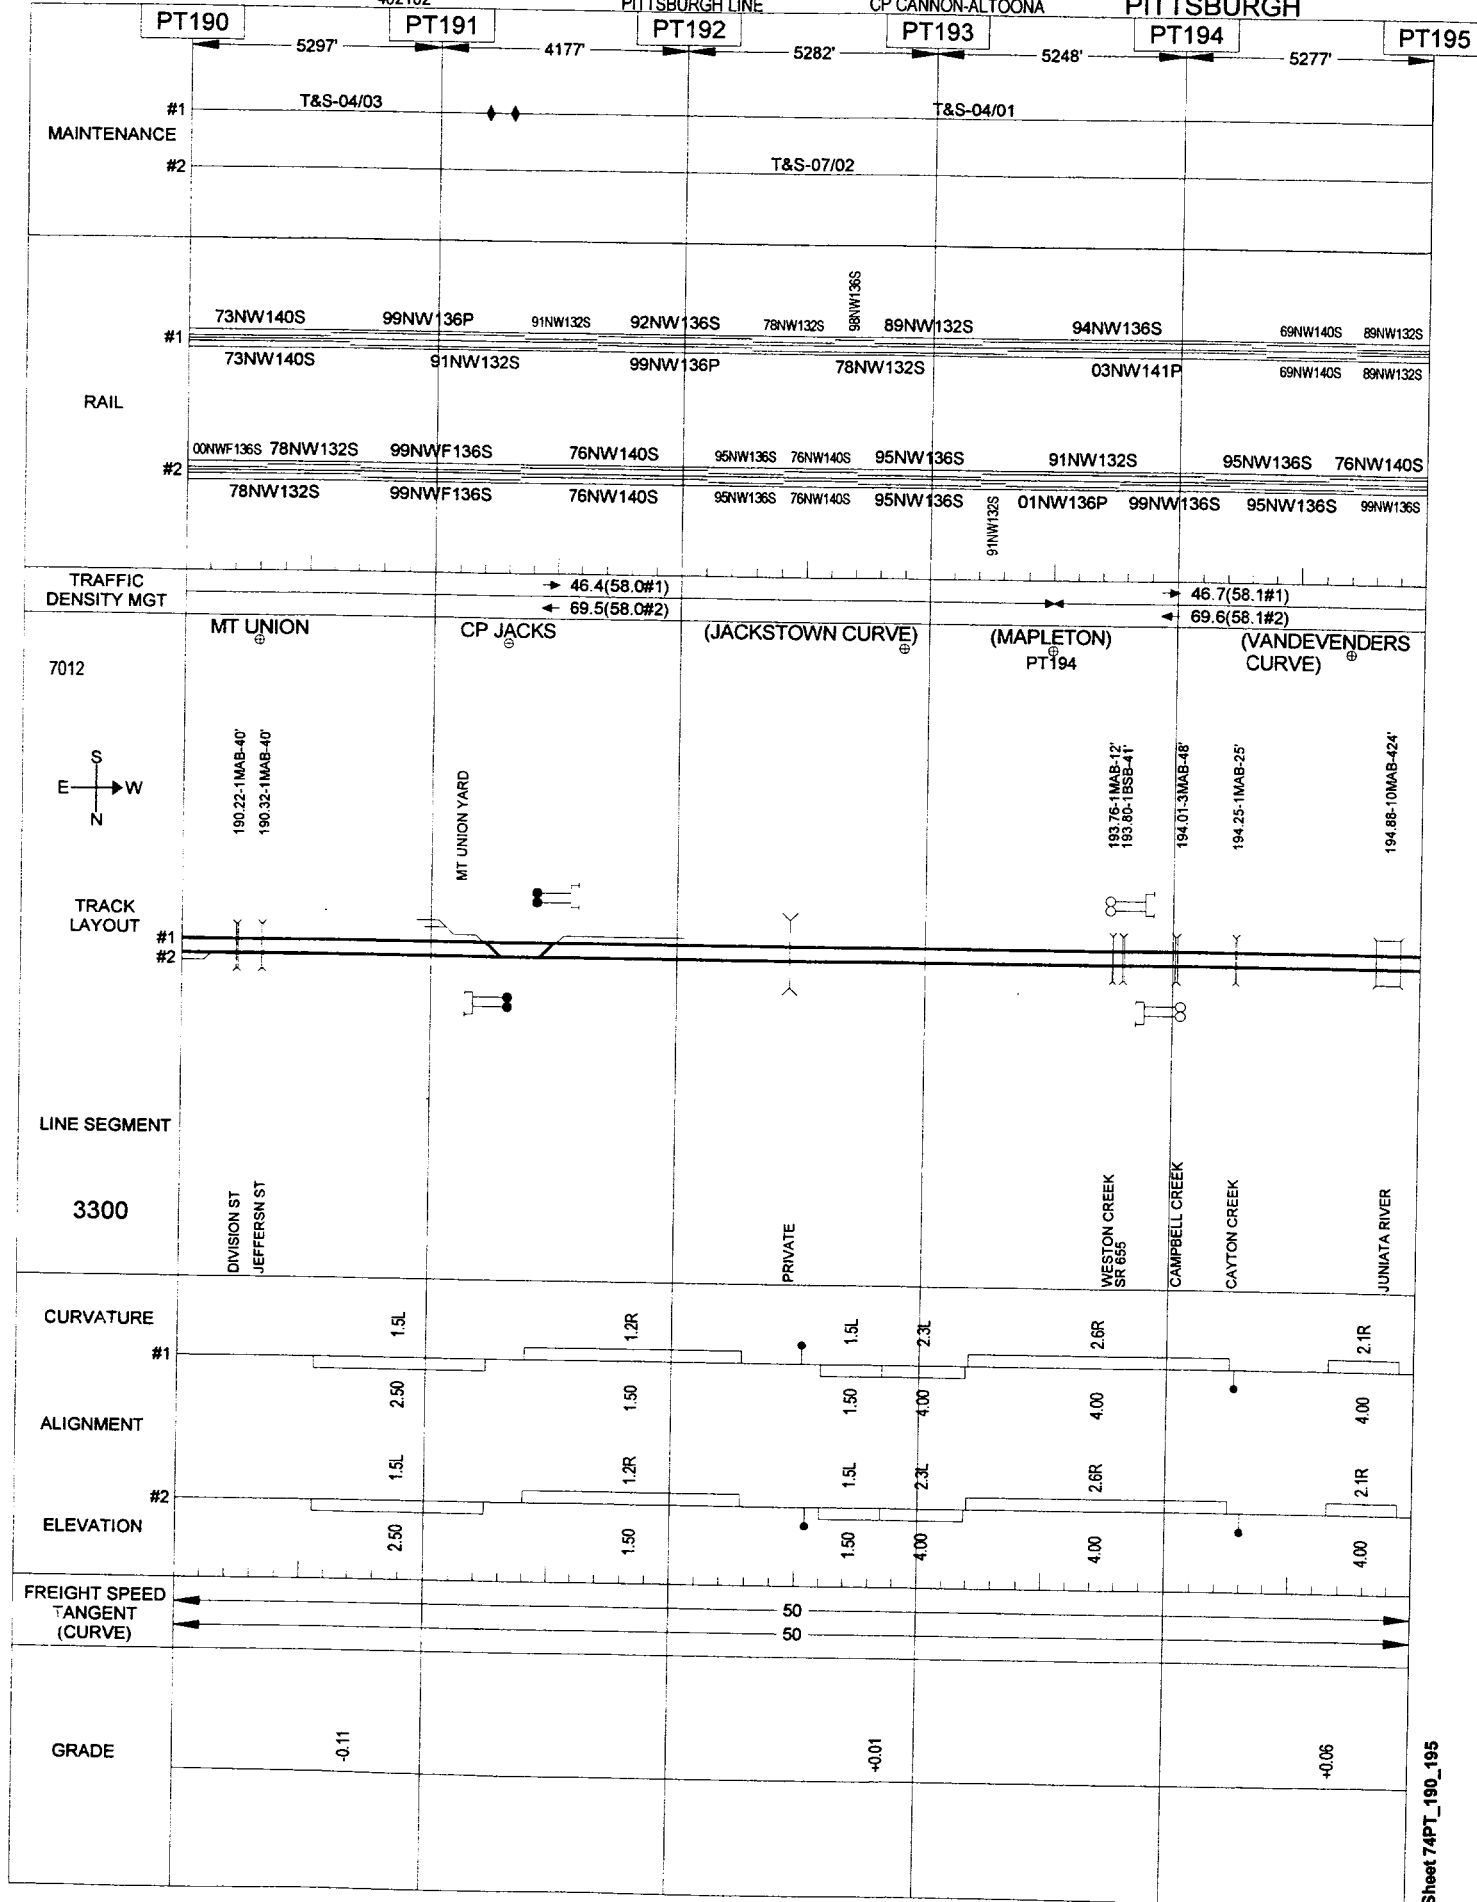 PITTSBURGH LINE CP CANNON-ALTOONA PITTSBURGH
PT190 PT191 PT192 PT193 PT194 PT195
5297' 4177' 5282' 5248' 5277'
MAINTENANCE
#1 T&S-04/03 T&S-04/01
#2 T&S-07/02
RAIL
73NW140S 99NW136P 91NW132S 92NW136S 78NW132S 98NW136S 89NW132S 94NW136S 69NW140S 89NW132S
#1
73NW140S 91NW132S 99NW136P 78NW132S 03NW141P 69NW140S 89NW132S
00NWF136S 78NW132S 99NWF136S 76NW140S 95NW136S 76NW140S 95NW136S 91NW132S 95NW136S 76NW140S
#2
78NW132S 99NWF136S 76NW140S 95NW136S 76NW140S 95NW136S 91NW132S 01NW136P 99NW136S 95NW136S 99NW136S
TRAFFIC
DENSITY MGT
46.4(58.0#1) 46.7(58.1#1)
69.5(58.0#2) 69.6(58.1#2)
MT UNION CP JACKS (JACKSTOWN CURVE) (MAPLETON) (VANDEVENDERS
PT194 CURVE)
7012
S
E W
N
190.22-1MAB-40'
190.32-1MAB-40'
MT UNION YARD
193.76-1MAB-12'
193.80-1BSB-41'
194.01-3MAB-48'
194.25-1MAB-25'
194.88-10MAB-424'
TRACK
LAYOUT
#1
#2
LINE SEGMENT
3300
DIVISION ST
JEFFERSN ST
PRIVATE
WESTON CREEK
SR 655
CAMPBELL CREEK
CAYTON CREEK
JUNIATA RIVER
CURVATURE
1.5L 1.2R 1.5L 2.3L 2.6R 2.1R
#1
2.50 1.50 1.50 4.00 4.00 4.00
ALIGNMENT
1.5L 1.2R 1.5L 2.3L 2.6R 2.1R
#2
ELEVATION
2.50 1.50 1.50 4.00 4.00 4.00
FREIGHT SPEED
TANGENT
(CURVE)
50
50
GRADE
-0.11 +0.01 +0.06
Sheet 74PT_190_195